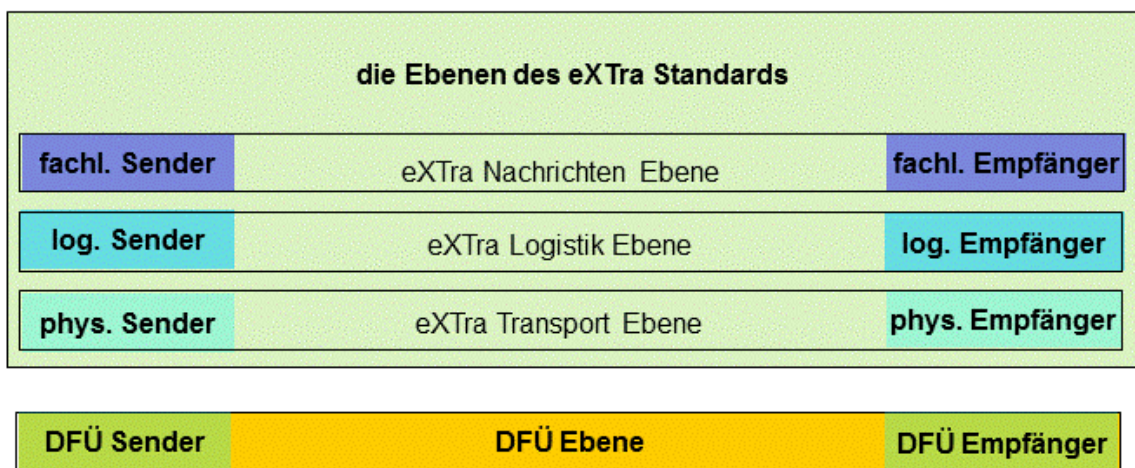 die Ebenen des eXTra Standards
fachl. Sender eXTra Nachrichten Ebene fachl. Empfänger
log. Sender eXTra Logistik Ebene log. Empfänger
phys. Sender eXTra Transport Ebene phys. Empfänger
DFÜ Sender DFÜ Ebene DFÜ Empfänger